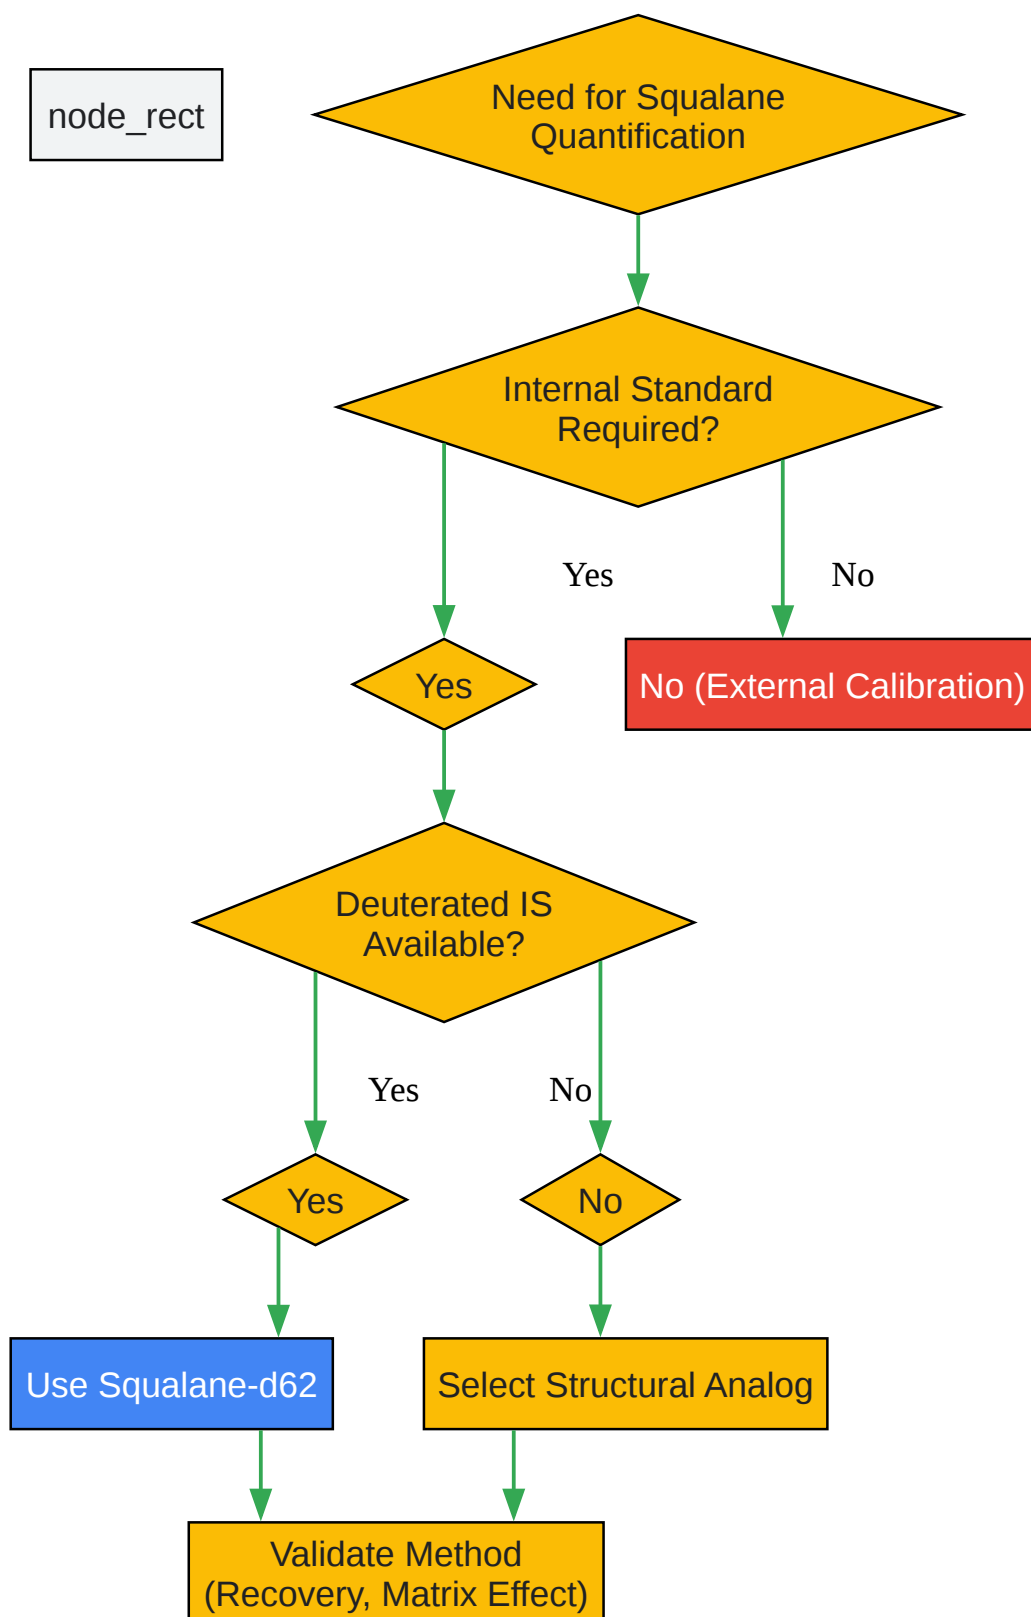 node_rect
Need for Squalane
Quantification
Internal Standard
Required?
Yes
No
Yes
No (External Calibration)
Deuterated IS
Available?
Yes
No
Yes
No
Use Squalane-d62
Select Structural Analog
Validate Method
(Recovery, Matrix Effect)